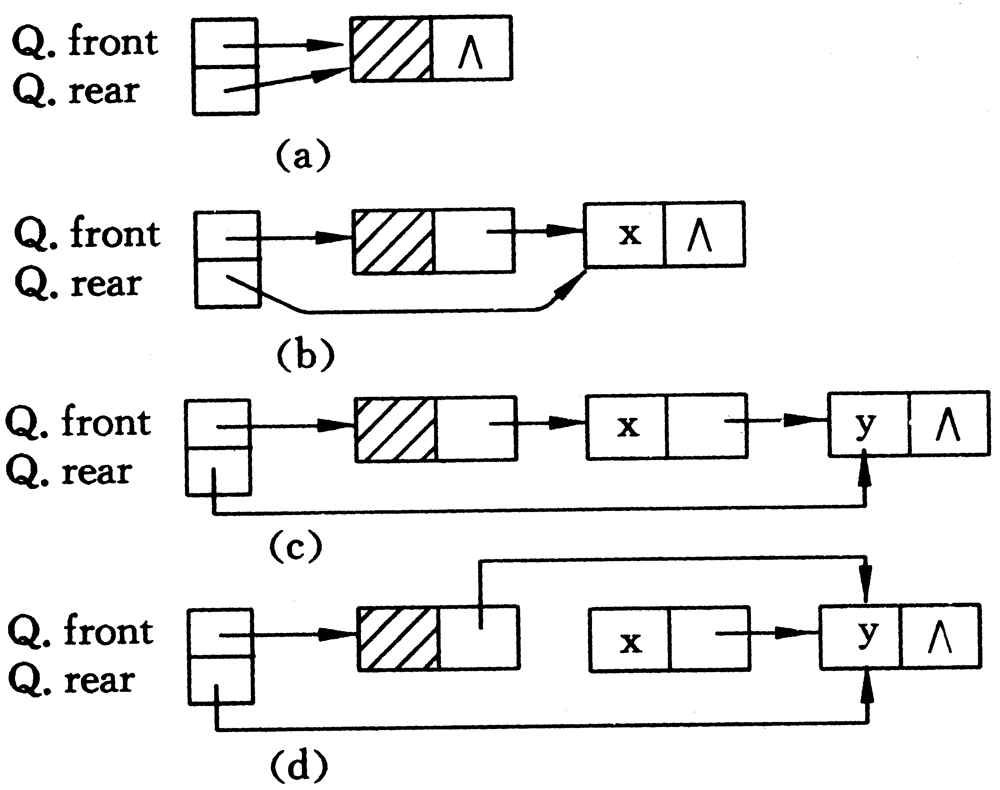 Q. front
∧
Q. rear
(a)
Q. front
x ∧
Q. rear
(b)
Q. front
x y ∧
Q. rear
(c)
Q. front
x y ∧
Q. rear
(d)